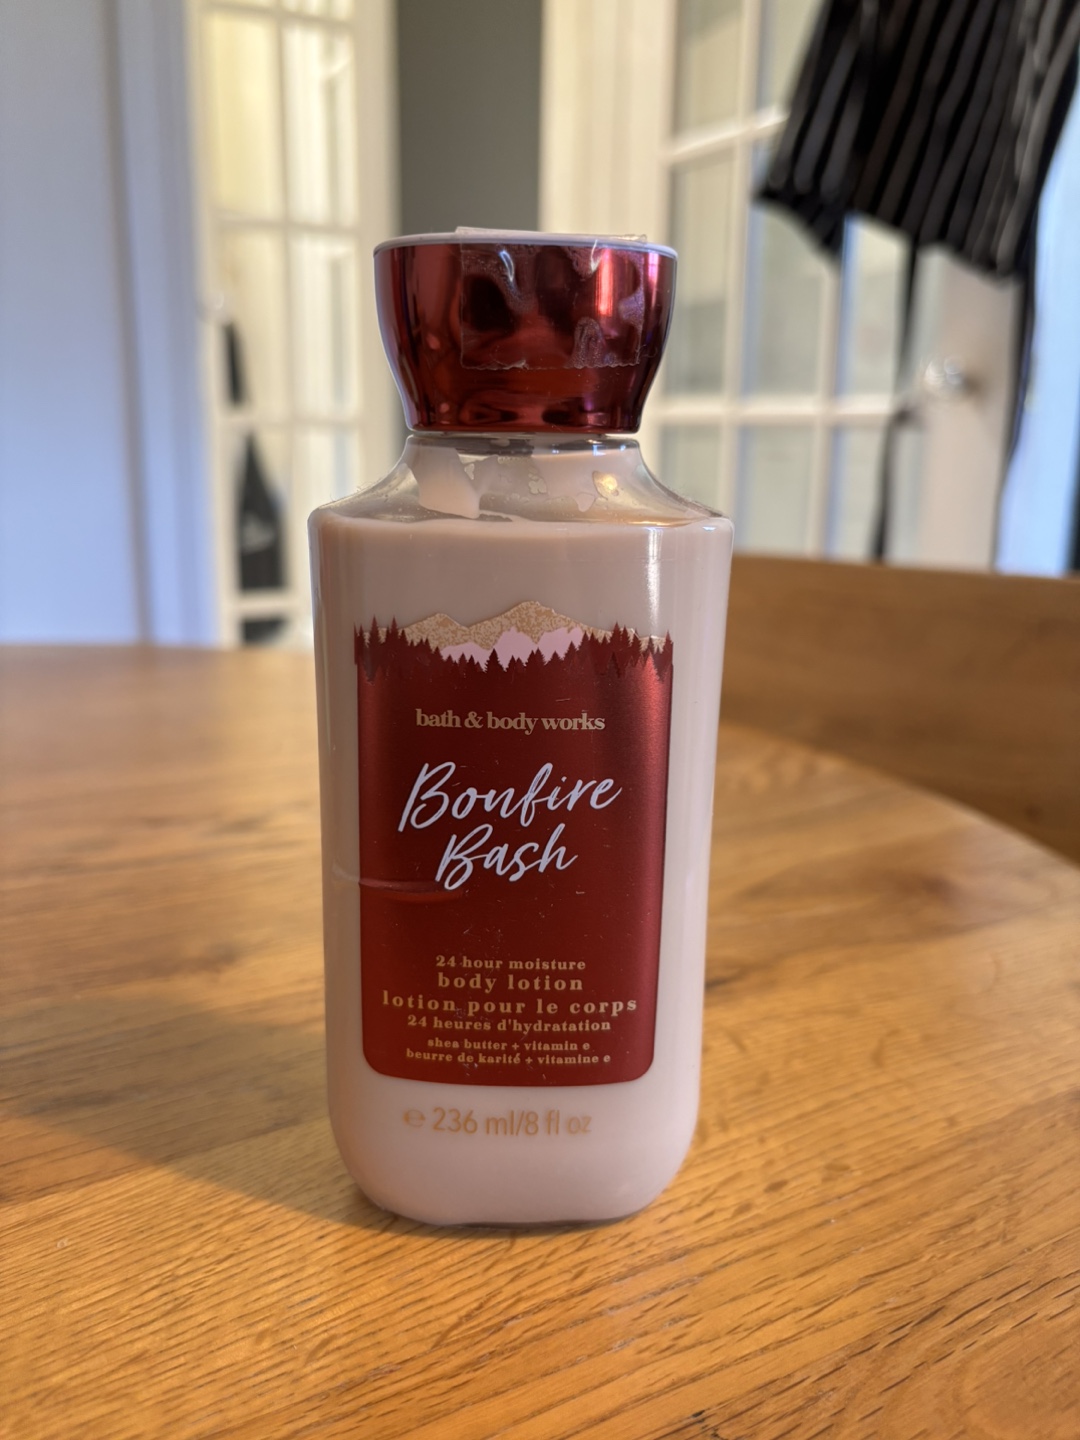 bath & body works
Bonfire
Bash
24 hour moisture
body lotion
lotion pour le corps
24 heures d'hydratation
shea butter + vitamin e
beurre de karité + vitamine e
℮ 236 ml/8 fl oz